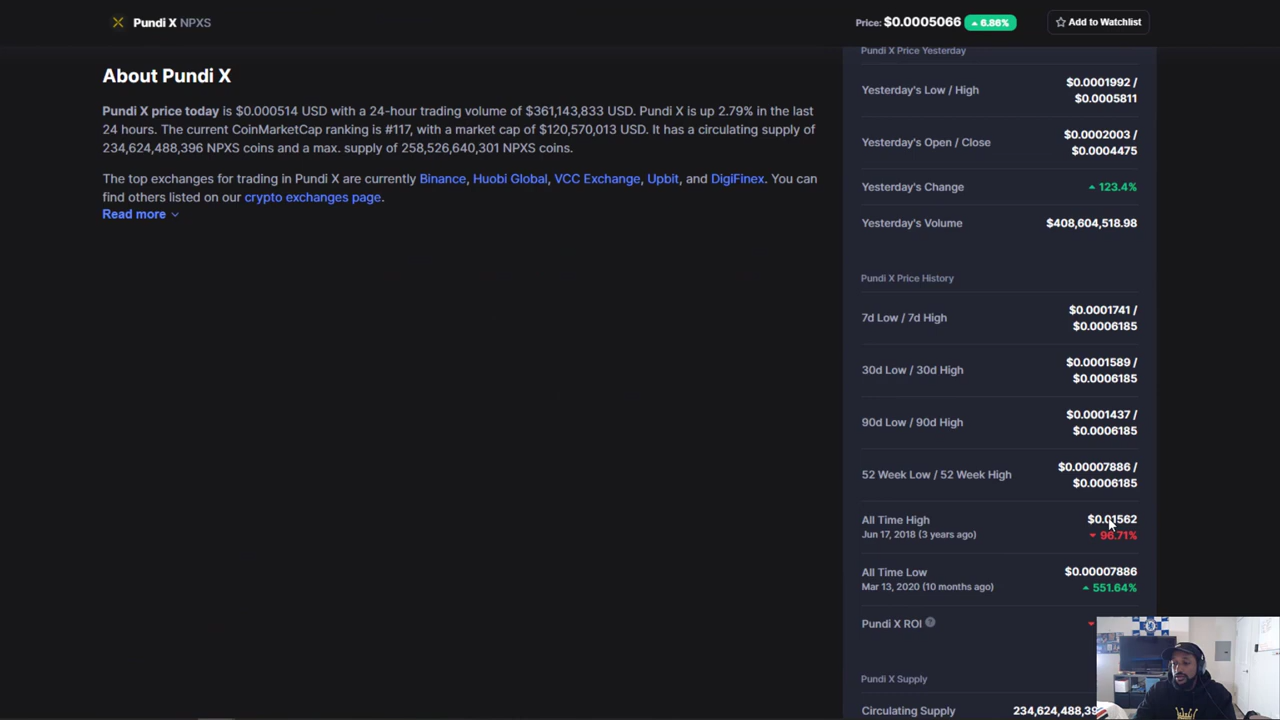 Pundi X NPXS
Price: $0.0005066 6.86% Add to Watchlist
About Pundi X
Pundi X price today is $0.000514 USD with a 24-hour trading volume of $361,143,833 USD. Pundi X is up 2.79% in the last
24 hours. The current CoinMarketCap ranking is #117, with a market cap of $120,570,013 USD. It has a circulating supply of
234,624,488,396 NPXS coins and a max. supply of 258,526,640,301 NPXS coins.
The top exchanges for trading in Pundi X are currently Binance, Huobi Global, VCC Exchange, Upbit, and DigiFinex. You can
find others listed on our crypto exchanges page.
Read more
Pundi X Price Yesterday
Yesterday's Low / High $0.0001992 /
$0.0005811
Yesterday's Open / Close $0.0002003 /
$0.0004475
Yesterday's Change 123.4%
Yesterday's Volume $408,604,518.98
Pundi X Price History
7d Low / 7d High $0.0001741 /
$0.0006185
30d Low / 30d High $0.0001589 /
$0.0006185
90d Low / 90d High $0.0001437 /
$0.0006185
52 Week Low / 52 Week High $0.00007886 /
$0.0006185
All Time High $0.01562
Jun 17, 2018 (3 years ago) 96.71%
All Time Low $0.00007886
Mar 13, 2020 (10 months ago) 551.64%
Pundi X ROI ?
Pundi X Supply
Circulating Supply